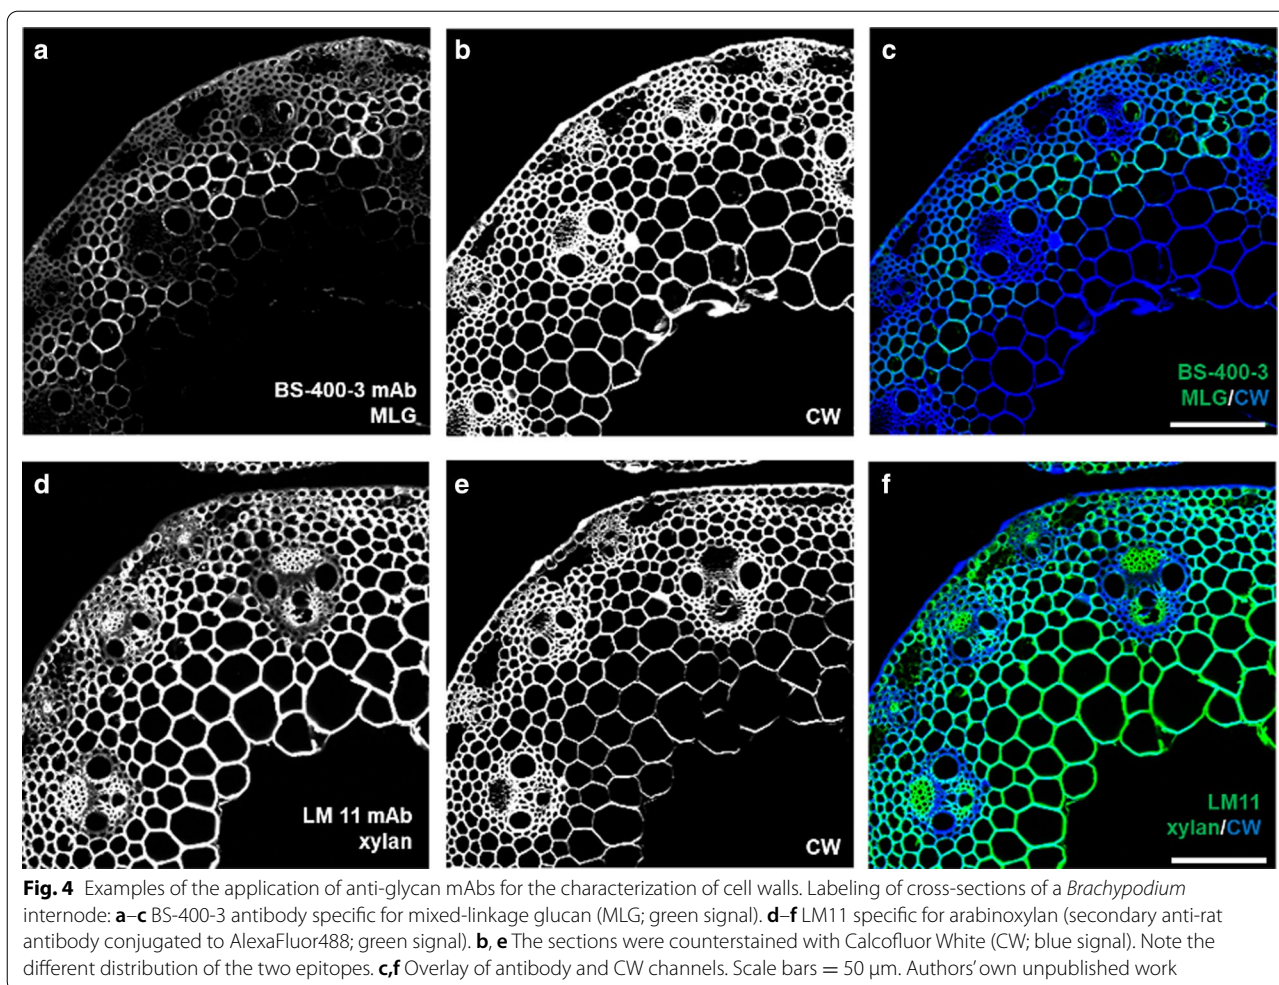 a
b
c
BS-400-3 mAb
MLG
CW
BS-400-3
MLG/CW
d
e
f
LM 11 mAb
xylan
CW
LM11
xylan/CW
Fig. 4 Examples of the application of anti-glycan mAbs for the characterization of cell walls. Labeling of cross-sections of a Brachypodium
internode: a–c BS-400-3 antibody specific for mixed-linkage glucan (MLG; green signal). d–f LM11 specific for arabinoxylan (secondary anti-rat
antibody conjugated to AlexaFluor488; green signal). b, e The sections were counterstained with Calcofluor White (CW; blue signal). Note the
different distribution of the two epitopes. c,f Overlay of antibody and CW channels. Scale bars = 50 µm. Authors' own unpublished work